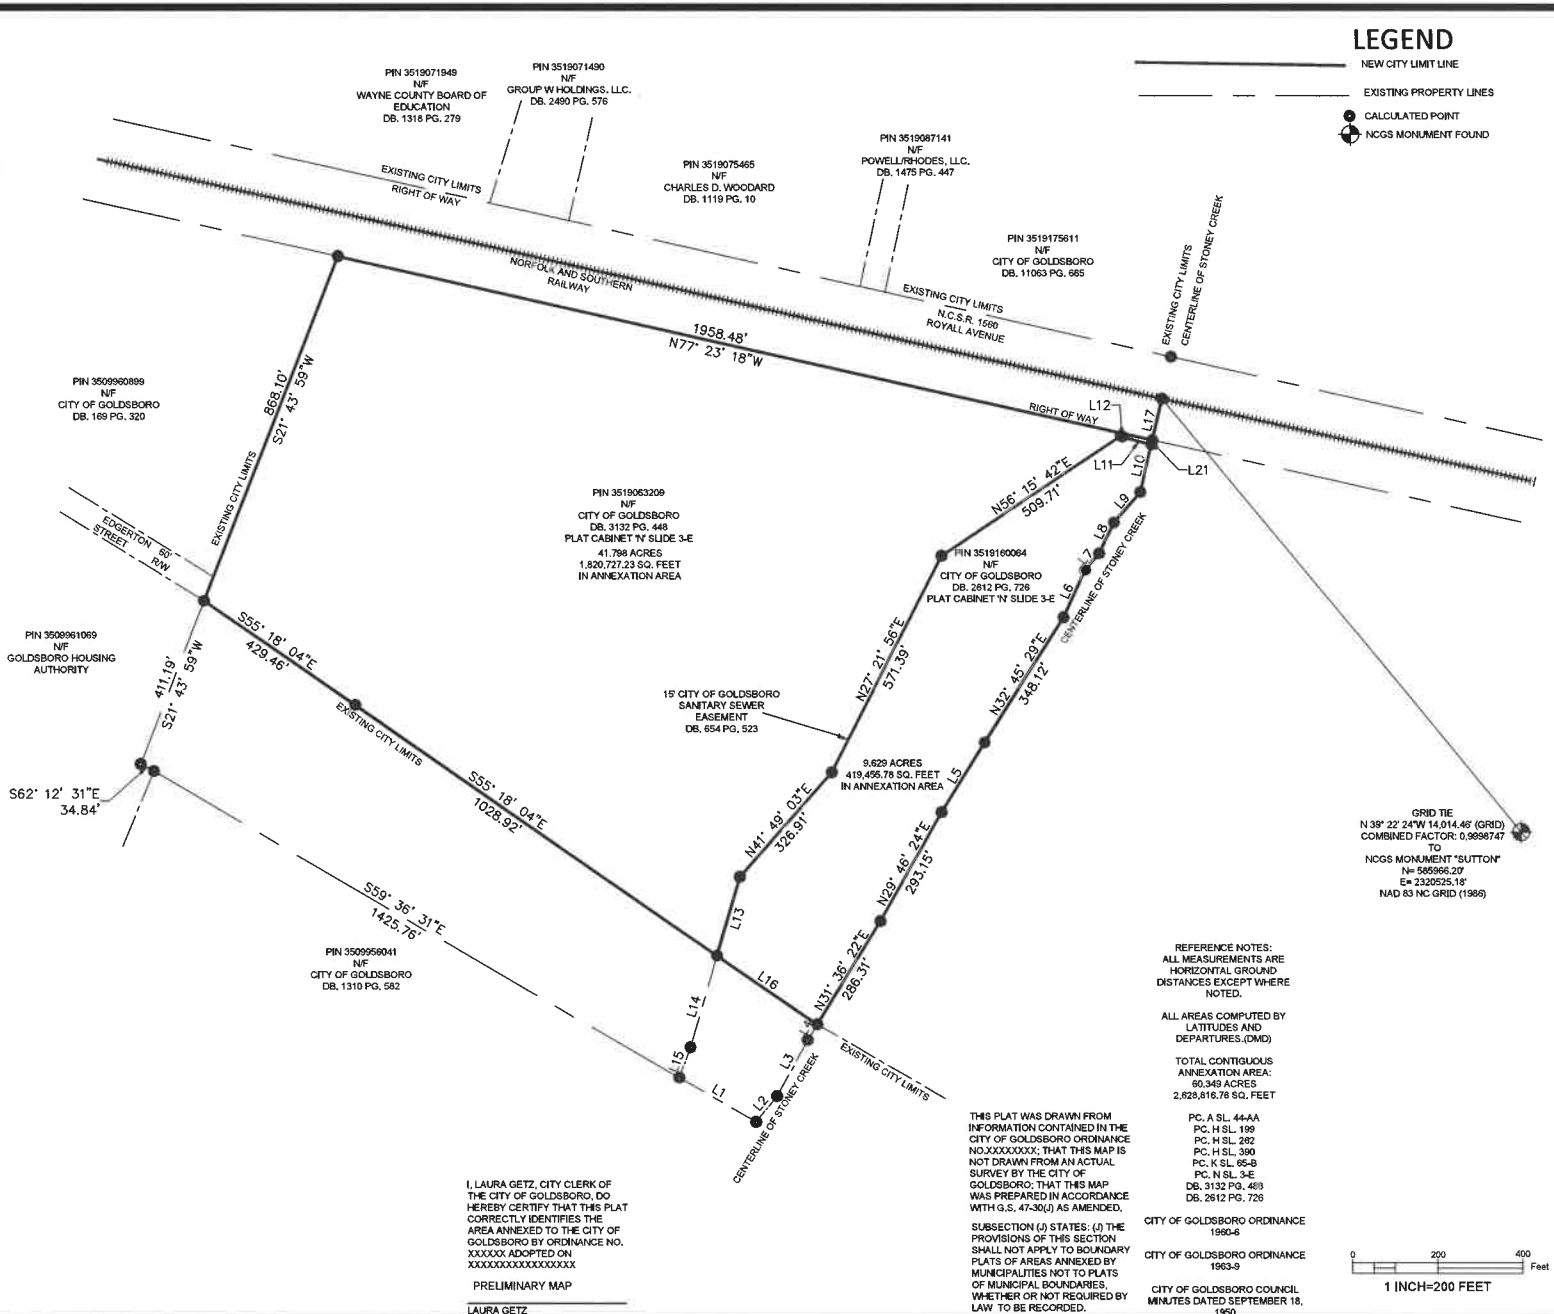 LEGEND
NEW CITY LIMIT LINE
EXISTING PROPERTY LINES
CALCULATED POINT
NCGS MONUMENT FOUND
PIN 3519071949
N/F
WAYNE COUNTY BOARD OF
EDUCATION
DB. 1318 PG. 279
PIN 3519071490
N/F
GROUP W HOLDINGS, LLC.
DB. 2490 PG. 576
PIN 3519075465
N/F
CHARLES D. WOODARD
DB. 1119 PG. 10
PIN 3519087141
N/F
POWELL/RHODES, LLC.
DB. 1475 PG. 447
PIN 3519175611
N/F
CITY OF GOLDSBORO
DB. 11063 PG. 665
EXISTING CITY LIMITS
RIGHT OF WAY
NORFOLK AND SOUTHERN
RAILWAY
EXISTING CITY LIMITS
N.C.S.R. 1560
ROYALL AVENUE
EXISTING CITY LIMITS
CENTERLINE OF STONEY CREEK
1958.48'
N77° 23' 18"W
RIGHT OF WAY
L12
L17
L11
L10
L21
L9
L8
L7
L6
868.10'
S21° 43' 59"W
EXISTING CITY LIMITS
PIN 3509960899
N/F
CITY OF GOLDSBORO
DB. 169 PG. 320
EDGERTON 60'
STREET R/W
PIN 3519063209
N/F
CITY OF GOLDSBORO
DB. 3132 PG. 448
PLAT CABINET 'N' SLIDE 3-E
41.798 ACRES
1,820,727.23 SQ. FEET
IN ANNEXATION AREA
N56° 15' 42"E
509.71'
PIN 3519160064
N/F
CITY OF GOLDSBORO
DB. 2612 PG. 726
PLAT CABINET 'N' SLIDE 3-E
CENTERLINE OF STONEY CREEK
PIN 3509961069
N/F
GOLDSBORO HOUSING
AUTHORITY
S55° 18' 04"E
429.46'
411.19'
S21° 43' 59"W
EXISTING CITY LIMITS
N27° 21' 56"E
571.39'
N32° 45' 29"E
348.12'
15' CITY OF GOLDSBORO
SANITARY SEWER
EASEMENT
DB. 654 PG. 523
9.629 ACRES
419,455.78 SQ. FEET
IN ANNEXATION AREA
L5
S62° 12' 31"E
34.84'
S55° 18' 04"E
1028.92'
N41° 49' 03"E
326.91'
N29° 46' 24"E
293.15'
GRID TIE
N 39° 22' 24"W 14,014.46' (GRID)
COMBINED FACTOR: 0.9998747
TO
NCGS MONUMENT "SUTTON"
N= 585966.20'
E= 2320525.18'
NAD 83 NC GRID (1986)
S59° 36' 31"E
1425.76'
L13
PIN 3509956041
N/F
CITY OF GOLDSBORO
DB. 1310 PG. 582
L16
N31° 36' 22"E
286.31'
L14
L4
L15
L3
L1
L2
EXISTING CITY LIMITS
CENTERLINE OF STONEY CREEK
REFERENCE NOTES:
ALL MEASUREMENTS ARE
HORIZONTAL GROUND
DISTANCES EXCEPT WHERE
NOTED.
ALL AREAS COMPUTED BY
LATITUDES AND
DEPARTURES.(DMD)
TOTAL CONTIGUOUS
ANNEXATION AREA:
60.349 ACRES
2,628,816.76 SQ. FEET
PC. A SL. 44-AA
PC. H SL. 199
PC. H SL. 262
PC. H SL. 390
PC. K SL. 65-B
PC. N SL. 3-E
DB. 3132 PG. 488
DB. 2612 PG. 726
CITY OF GOLDSBORO ORDINANCE
1960-6
CITY OF GOLDSBORO ORDINANCE
1963-9
CITY OF GOLDSBORO COUNCIL
MINUTES DATED SEPTEMBER 18,
1950
THIS PLAT WAS DRAWN FROM
INFORMATION CONTAINED IN THE
CITY OF GOLDSBORO ORDINANCE
NO.XXXXXXXX; THAT THIS MAP IS
NOT DRAWN FROM AN ACTUAL
SURVEY BY THE CITY OF
GOLDSBORO; THAT THIS MAP
WAS PREPARED IN ACCORDANCE
WITH G.S. 47-30(J) AS AMENDED.
SUBSECTION (J) STATES: (J) THE
PROVISIONS OF THIS SECTION
SHALL NOT APPLY TO BOUNDARY
PLATS OF AREAS ANNEXED BY
MUNICIPALITIES NOT TO PLATS
OF MUNICIPAL BOUNDARIES,
WHETHER OR NOT REQUIRED BY
LAW TO BE RECORDED.
I, LAURA GETZ, CITY CLERK OF
THE CITY OF GOLDSBORO, DO
HEREBY CERTIFY THAT THIS PLAT
CORRECTLY IDENTIFIES THE
AREA ANNEXED TO THE CITY OF
GOLDSBORO BY ORDINANCE NO.
XXXXXX ADOPTED ON
XXXXXXXXXXXXXXXXX
PRELIMINARY MAP
LAURA GETZ
0 200 400
Feet
1 INCH=200 FEET